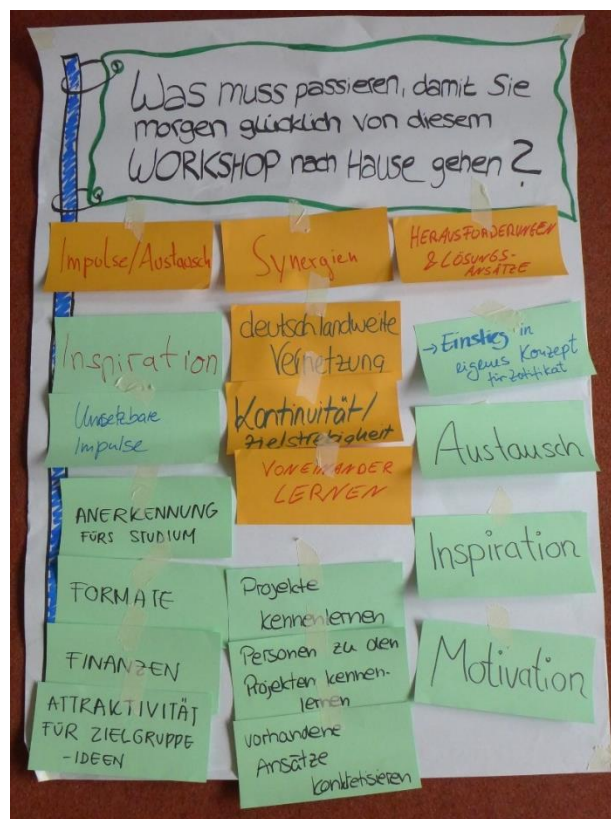 Was muss passieren, damit Sie
morgen glücklich von diesem
WORKSHOP nach Hause gehen?
Impulse/Austausch
Inspiration
Umsetzbare
Impulse
ANERKENNUNG
FÜRS STUDIUM
FORMATE
FINANZEN
ATTRAKTIVITÄT
FÜR ZIELGRUPPE
-IDEEN
Synergien
deutschlandweite
Vernetzung
Kontinuität/
Zielstrebigkeit
VONEINANDER
LERNEN
Projekte
kennenlernen
Personen zu den
Projekten kennen-
lernen
vorhandene
Ansätze
konkretisieren
HERAUSFORDERUNGEN
& LÖSUNGS-
ANSÄTZE
→ Einstieg in
eigenes Konzept
für Zertifikat
Austausch
Inspiration
Motivation